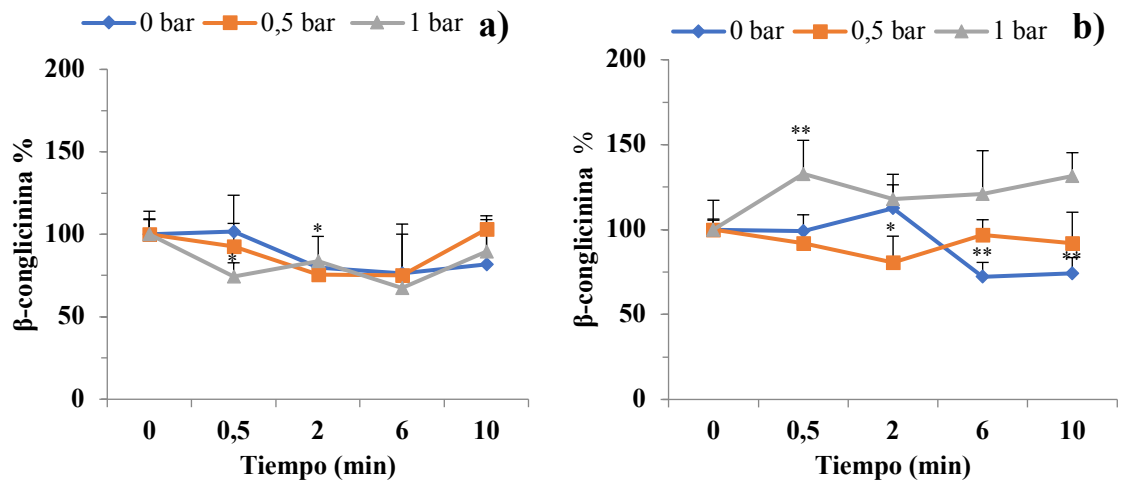 0 bar 0,5 bar 1 bar a)
200
150
100
50
0
β-conglicinina %
*
*
0 0,5 2 6 10
Tiempo (min)
0 bar 0,5 bar 1 bar b)
200
150
100
50
0
β-conglicinina %
**
*
**
**
0 0,5 2 6 10
Tiempo (min)